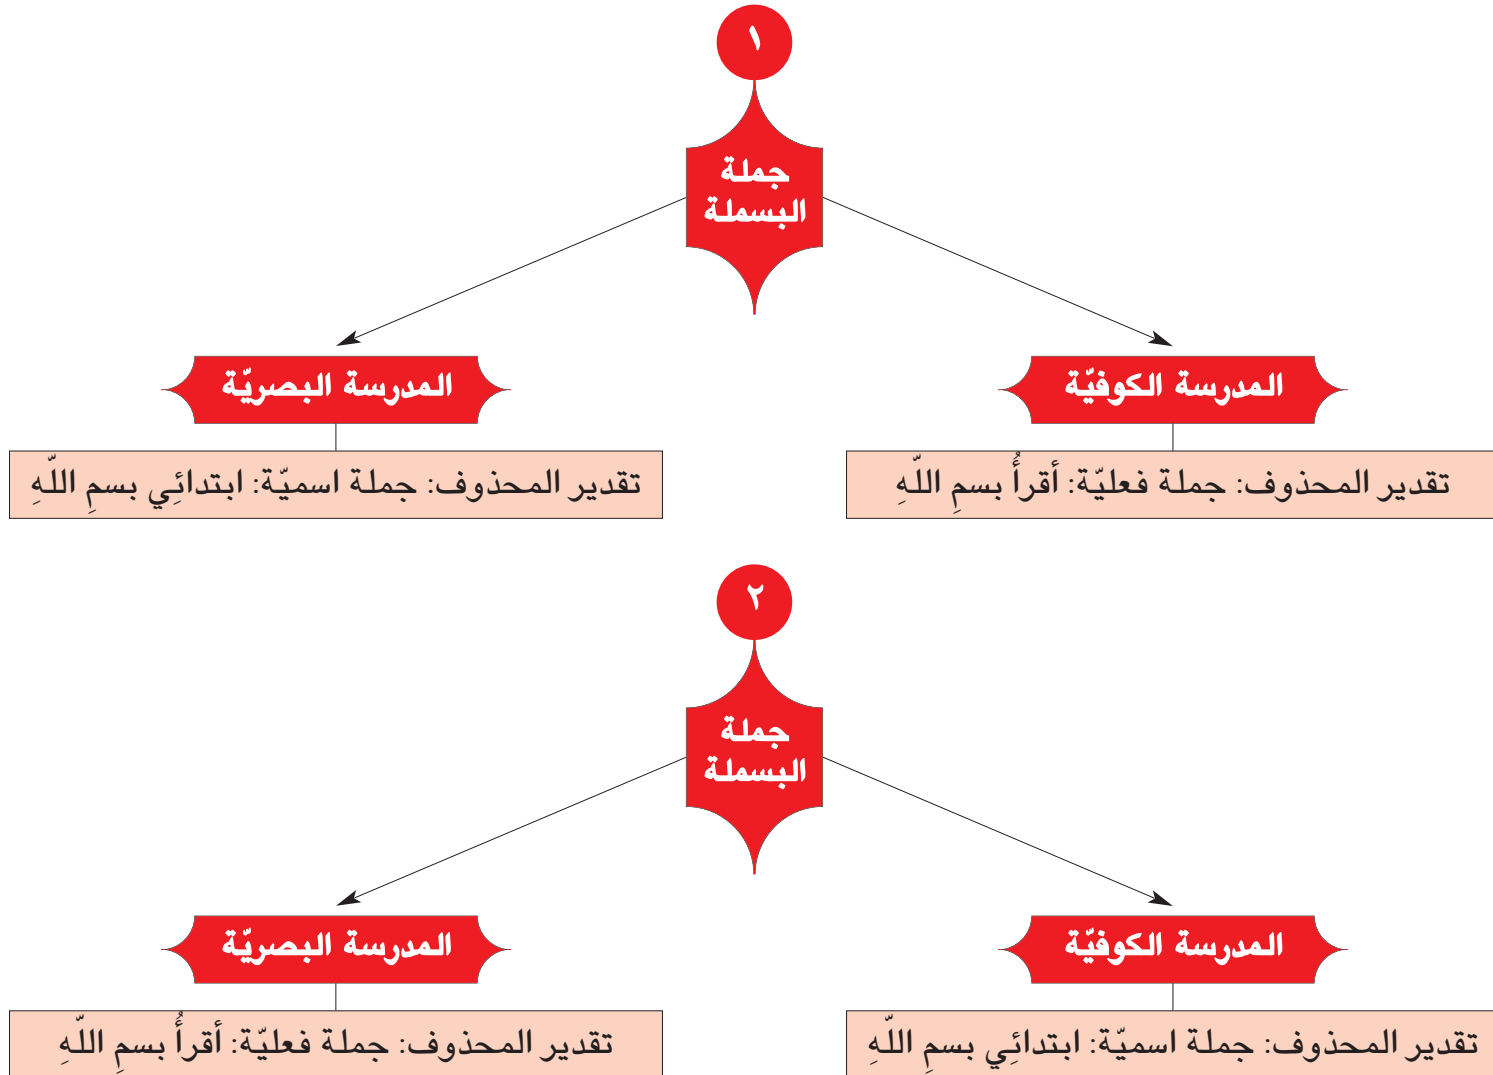 ١
جملة
البسملة
المدرسة الكوفيّة
تقدير المحذوف: جملة فعليّة: أقرأُ بسمِ اللّهِ
المدرسة البصريّة
تقدير المحذوف: جملة اسميّة: ابتدائِي بسمِ اللّهِ
٢
جملة
البسملة
المدرسة الكوفيّة
تقدير المحذوف: جملة اسميّة: ابتدائِي بسمِ اللّهِ
المدرسة البصريّة
تقدير المحذوف: جملة فعليّة: أقرأُ بسمِ اللّهِ